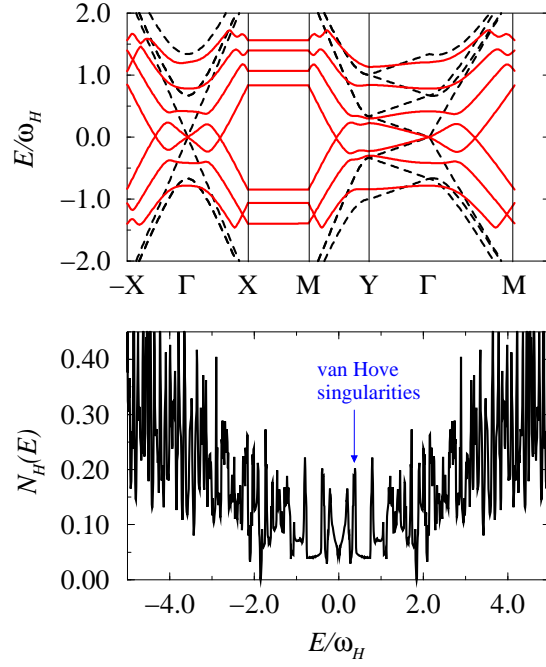 2.0
1.0
0.0
−1.0
−2.0
E/ω_H
−X Γ X M Y Γ M
0.40
0.30
0.20
0.10
0.00
N_H(E)
van Hove
singularities
−4.0 −2.0 0.0 2.0 4.0
E/ω_H